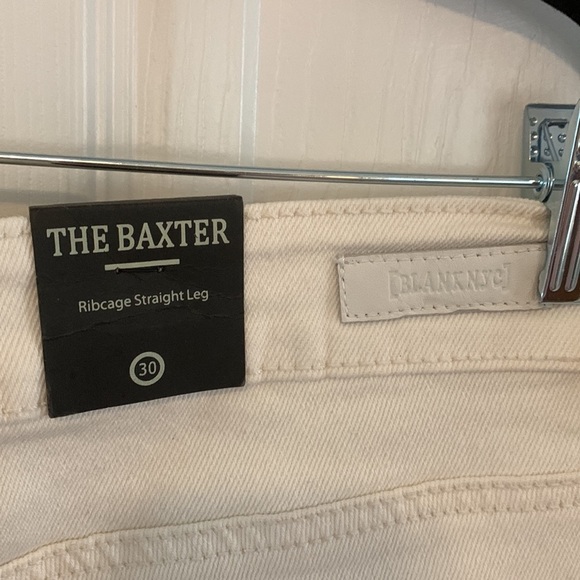 THE BAXTER
Ribcage Straight Leg
30
[BLANKNYC]